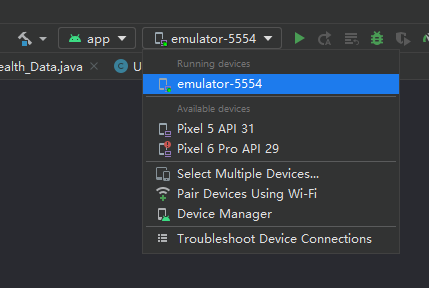 app
emulator-5554
ealth_Data.java
U
Running devices
emulator-5554
Available devices
Pixel 5 API 31
Pixel 6 Pro API 29
Select Multiple Devices...
Pair Devices Using Wi-Fi
Device Manager
Troubleshoot Device Connections